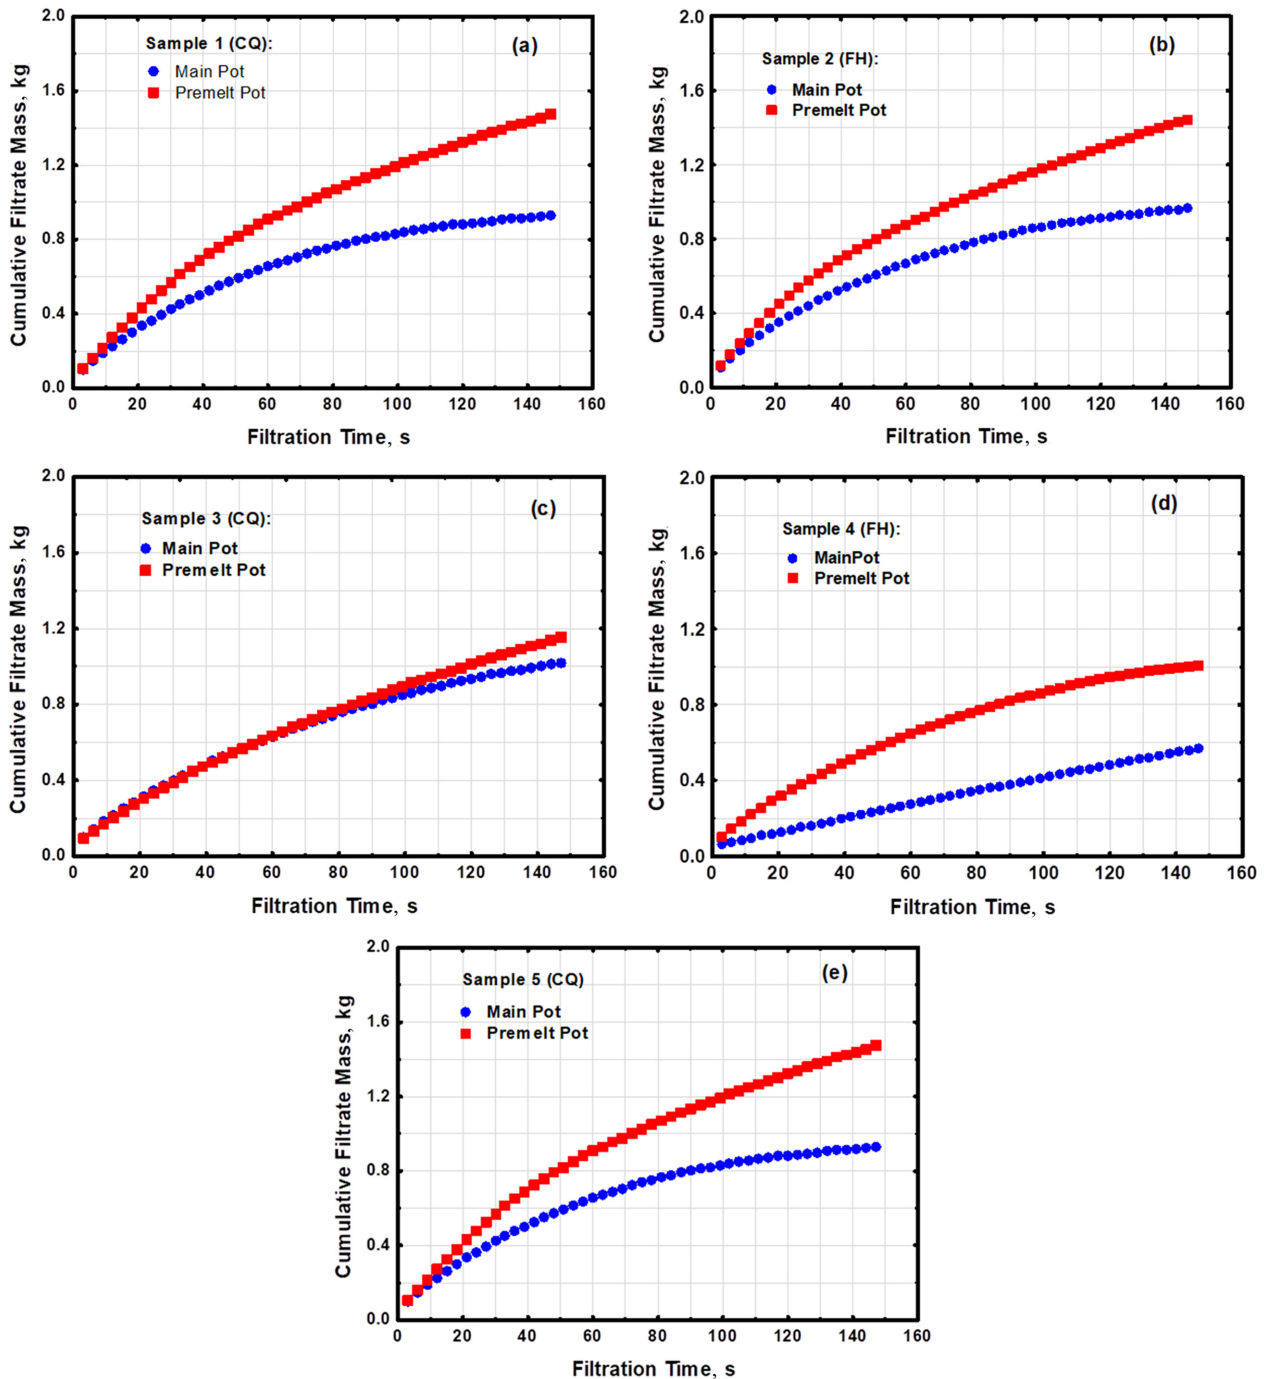 2.0
1.6
1.2
0.8
0.4
0.0
Cumulative Filtrate Mass, kg
Sample 1 (CQ):
Main Pot
Premelt Pot
(a)
0 20 40 60 80 100 120 140 160
Filtration Time, s
2.0
1.6
1.2
0.8
0.4
0.0
Cumulative Filtrate Mass, kg
Sample 2 (FH):
Main Pot
Premelt Pot
(b)
0 20 40 60 80 100 120 140 160
Filtration Time, s
2.0
1.6
1.2
0.8
0.4
0.0
Cumulative Filtrate Mass, kg
Sample 3 (CQ):
Main Pot
Premelt Pot
(c)
0 20 40 60 80 100 120 140 160
Filtration Time, s
2.0
1.6
1.2
0.8
0.4
0.0
Cumulative Filtrate Mass, kg
Sample 4 (FH):
MainPot
Premelt Pot
(d)
0 20 40 60 80 100 120 140 160
Filtration Time, s
2.0
1.6
1.2
0.8
0.4
0.0
Cumulative Filtrate Mass, kg
Sample 5 (CQ)
Main Pot
Premelt Pot
(e)
0 20 40 60 80 100 120 140 160
Filtration Time, s